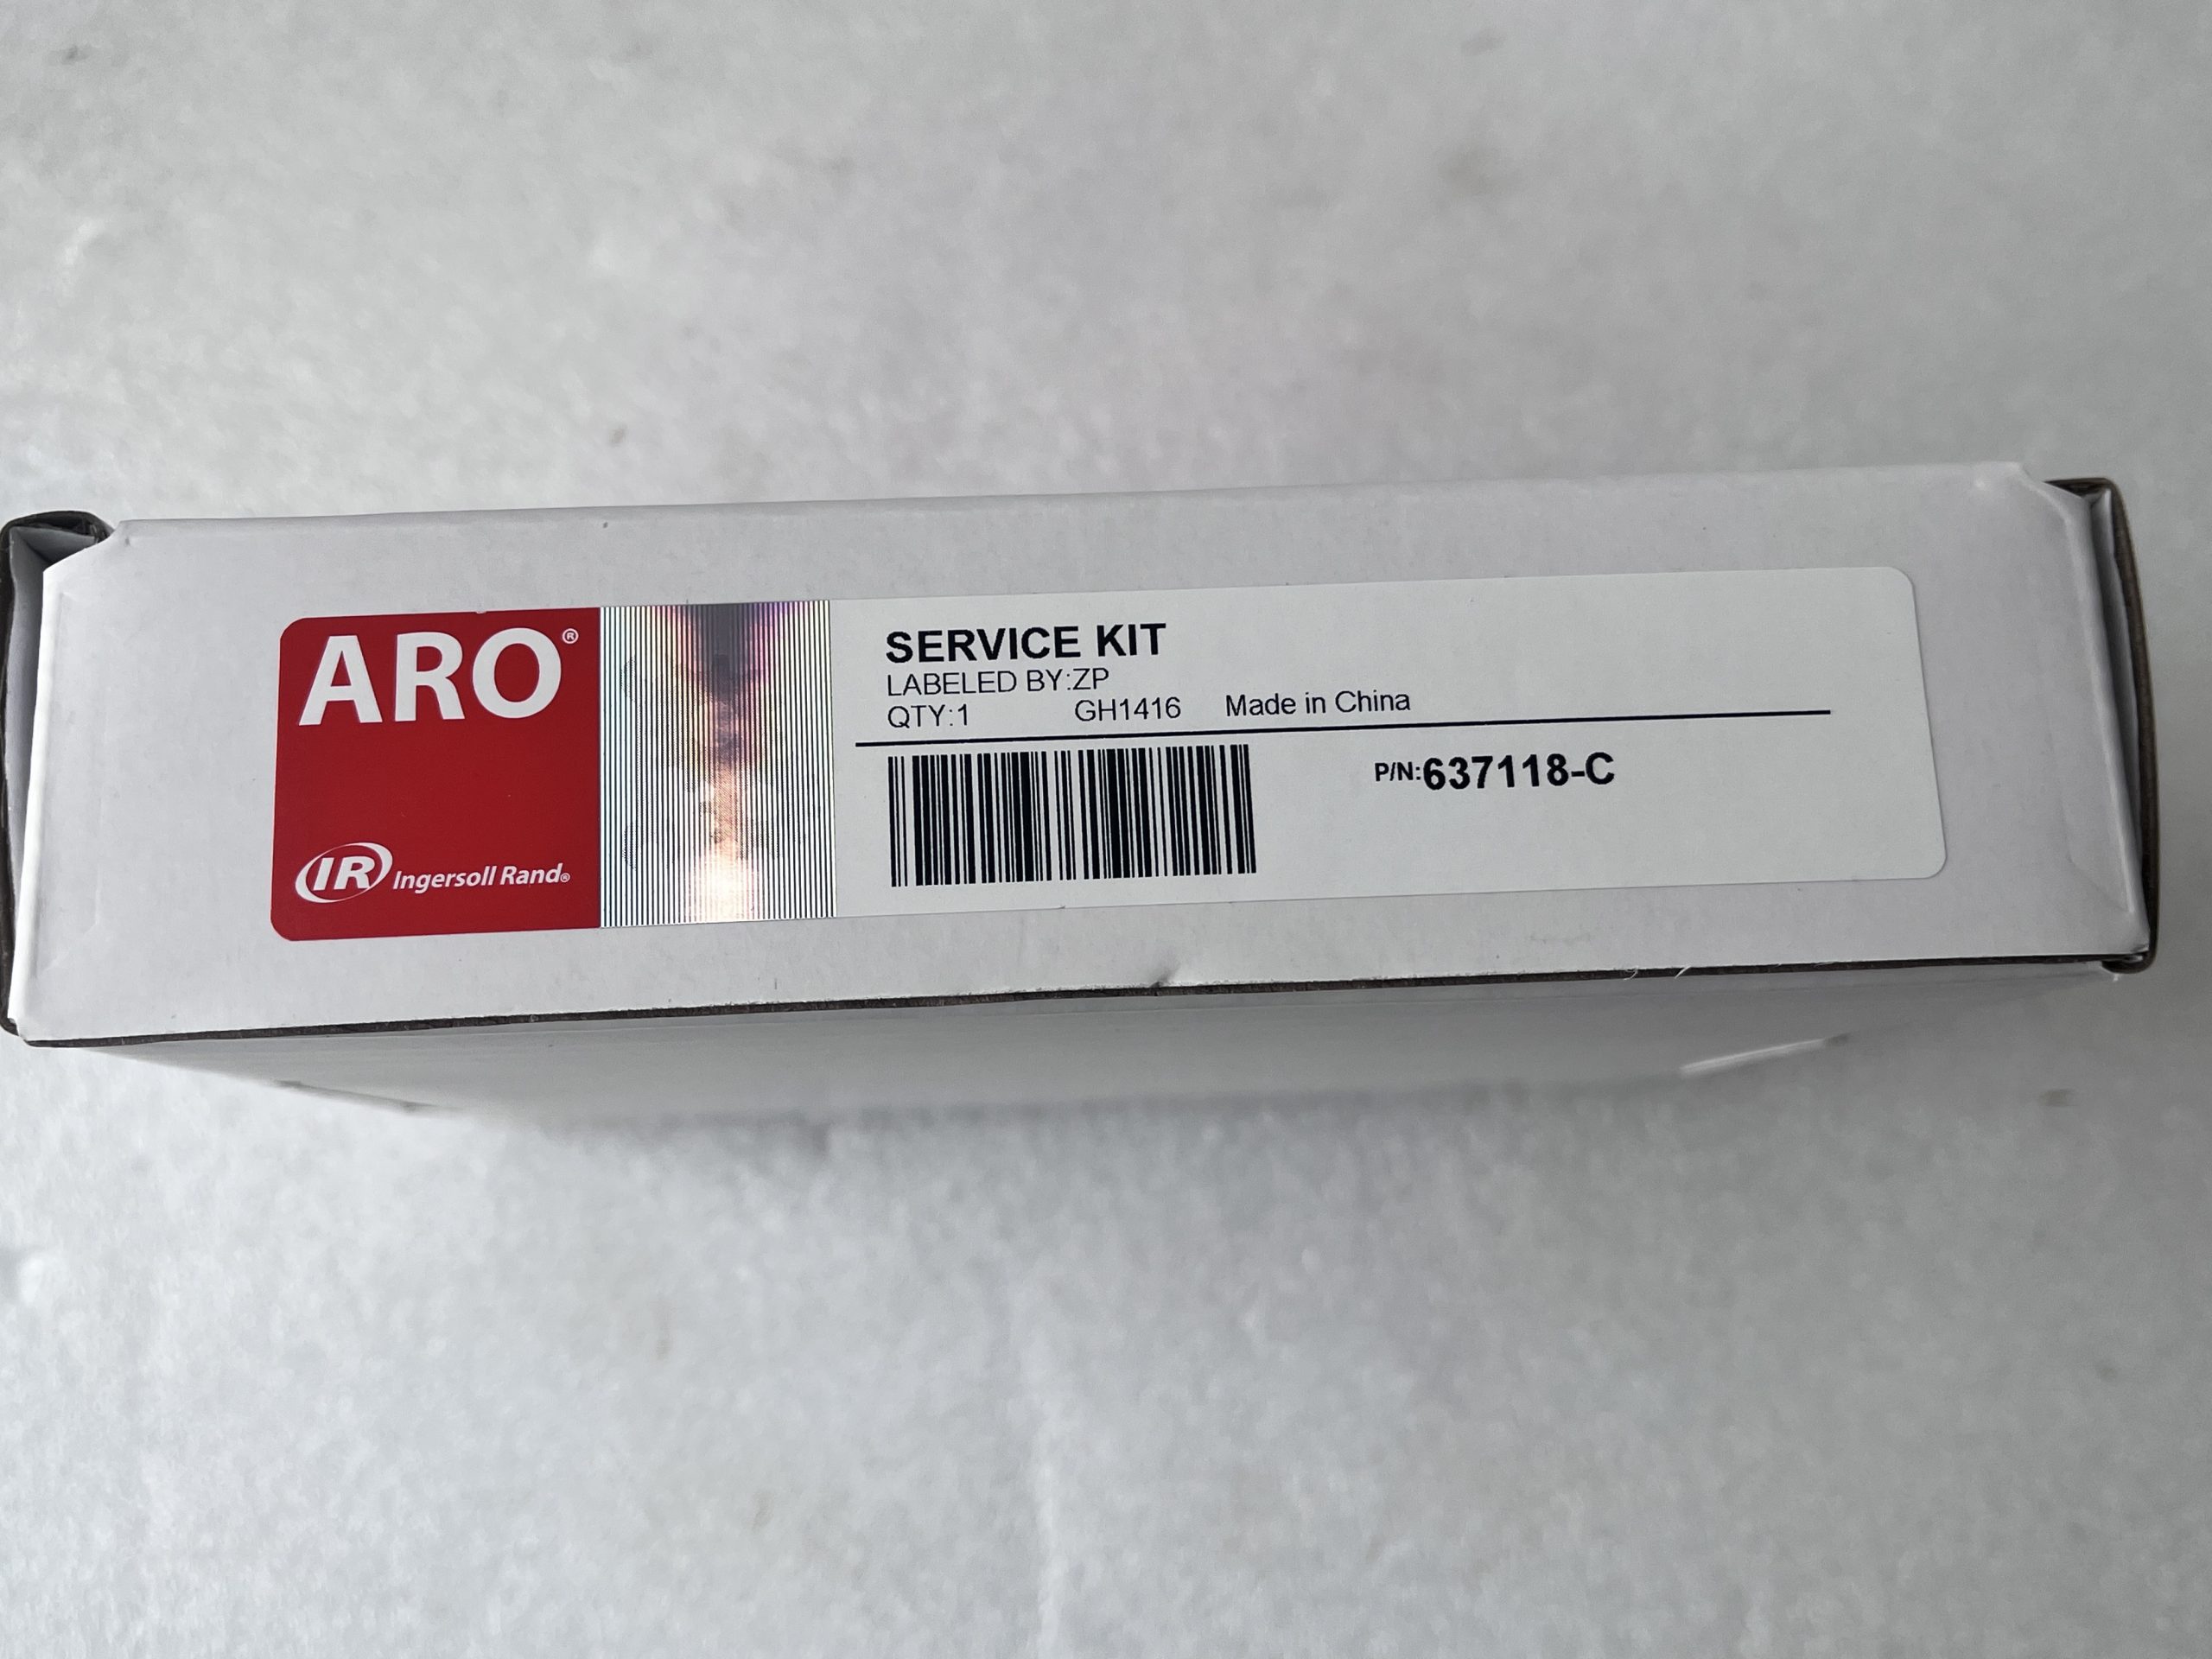 ARO®
IR Ingersoll Rand®
SERVICE KIT
LABELED BY:ZP
QTY:1 GH1416 Made in China
P/N:637118-C